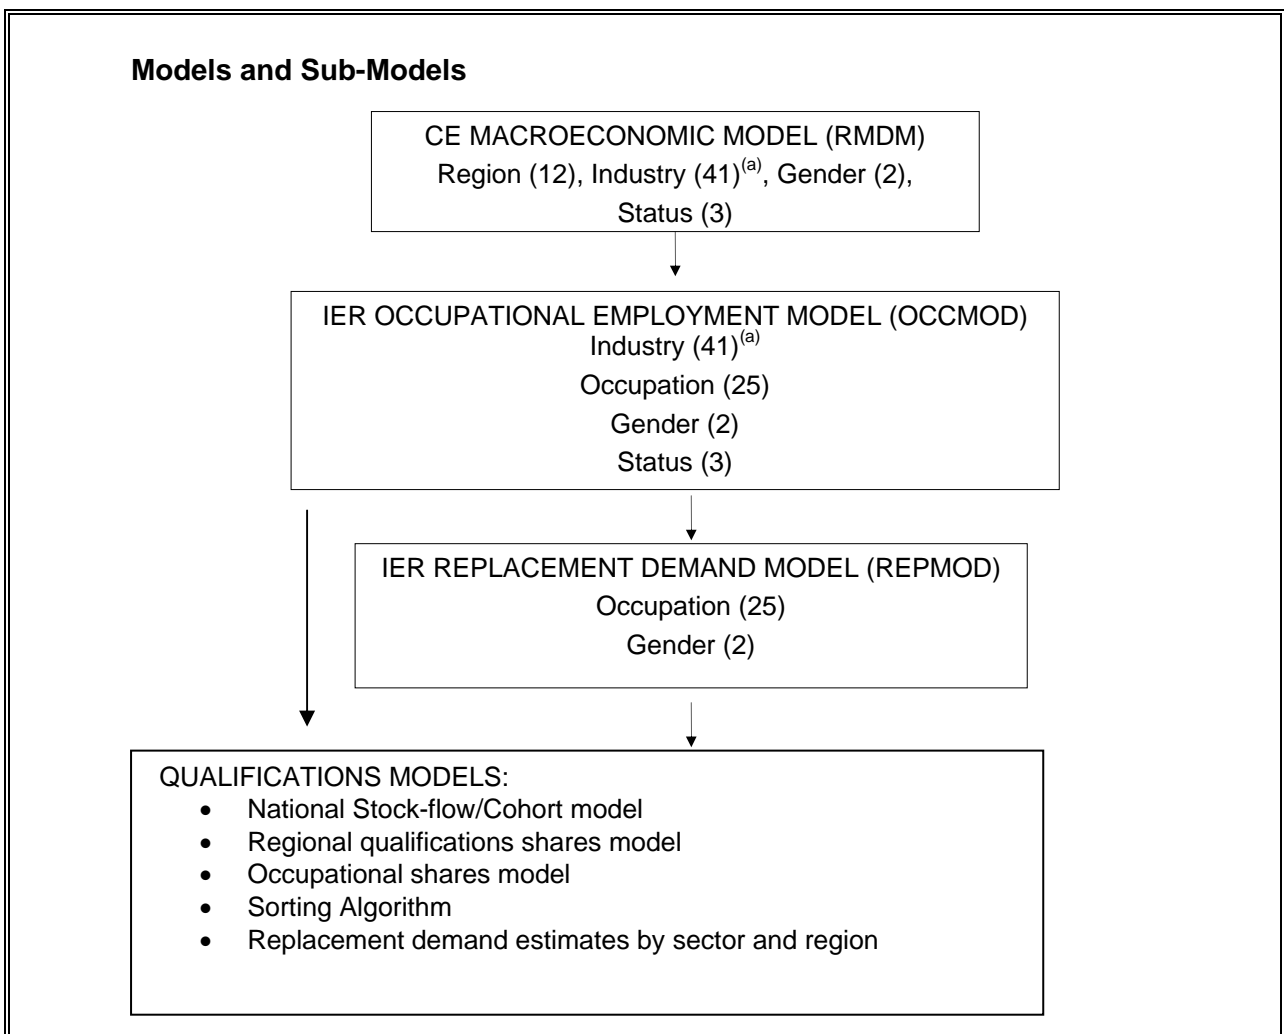 Models and Sub-Models
CE MACROECONOMIC MODEL (RMDM)
Region (12), Industry (41)(a), Gender (2),
Status (3)
IER OCCUPATIONAL EMPLOYMENT MODEL (OCCMOD)
Industry (41)(a)
Occupation (25)
Gender (2)
Status (3)
IER REPLACEMENT DEMAND MODEL (REPMOD)
Occupation (25)
Gender (2)
QUALIFICATIONS MODELS:
• National Stock-flow/Cohort model
• Regional qualifications shares model
• Occupational shares model
• Sorting Algorithm
• Replacement demand estimates by sector and region